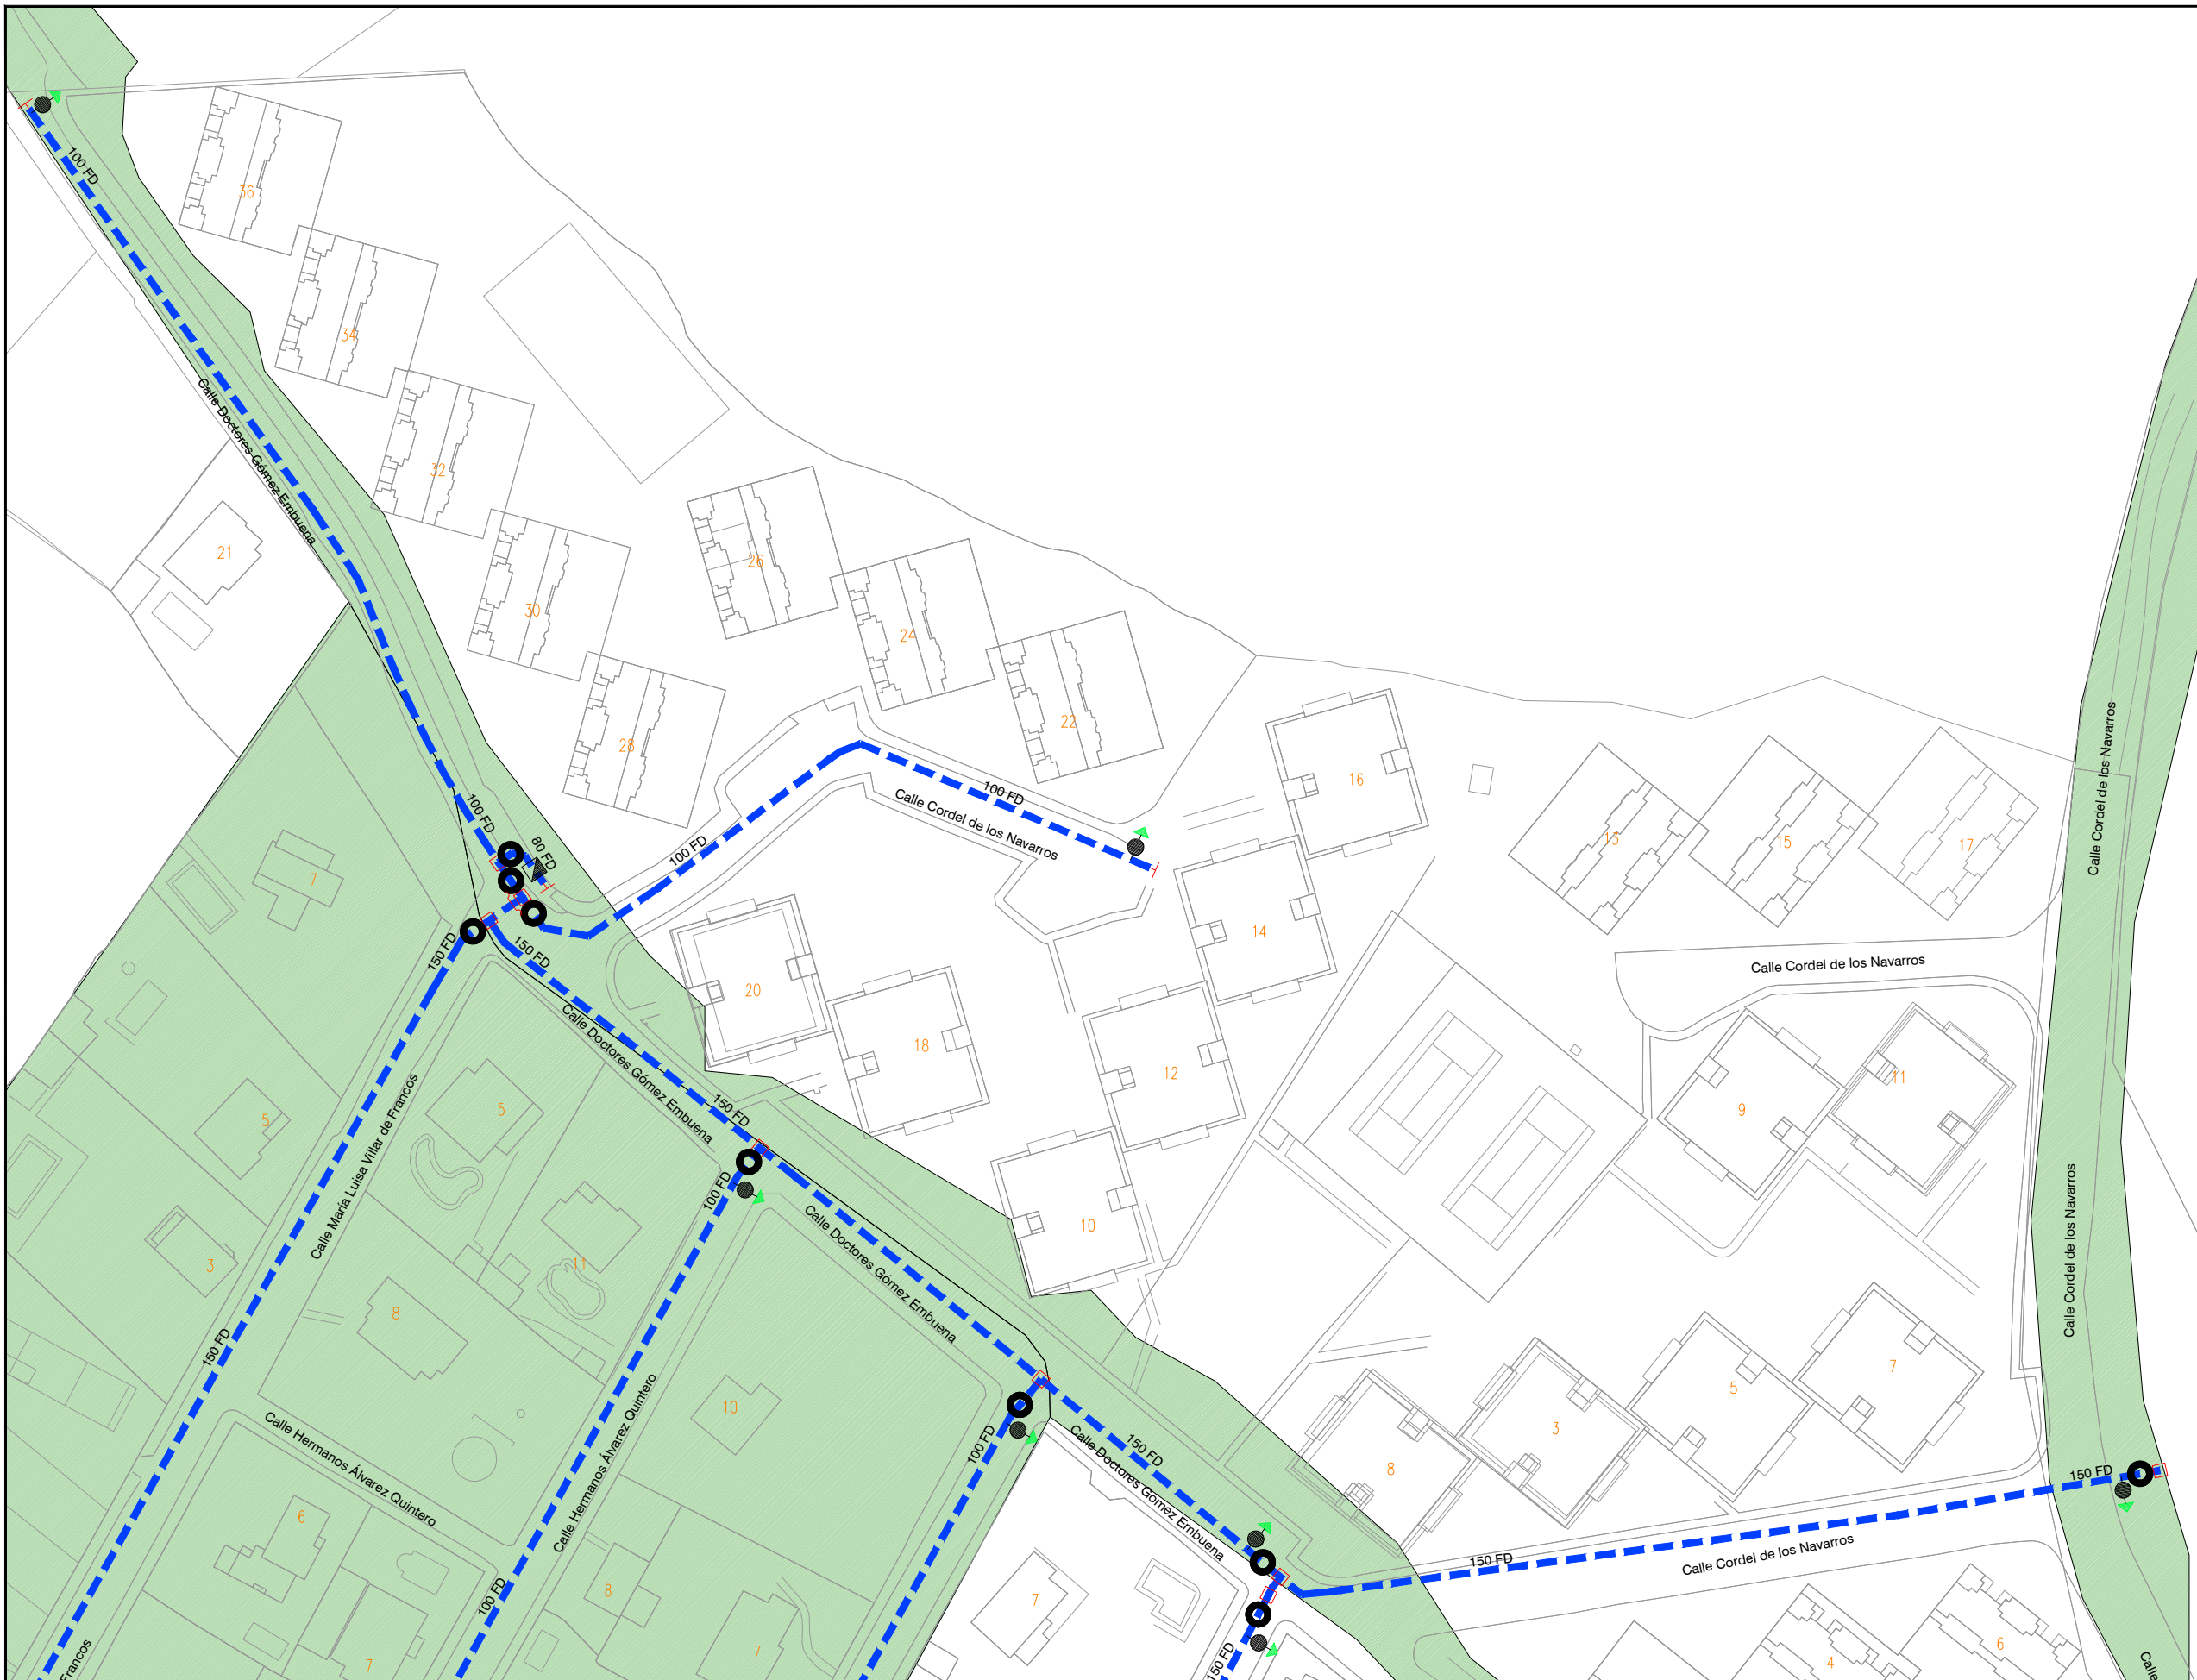 100 FD
36
34
Calle Doctores Gómez Embuena
32
21
26
30
24
22
28
16
100 FD
100 FD
Calle Cordel de los Navarros
Calle Cordel de los Navarros
13
15
17
80 FD
100 FD
7
14
150 FD
150 FD
20
Calle Cordel de los Navarros
18
Calle Doctores Gómez Embuena
12
11
9
5
5
150 FD
Calle María Luisa Villar de Francos
100 FD
10
Calle Doctores Gómez Embuena
Calle Cordel de los Navarros
3
11
8
150 FD
7
5
10
Calle Hermanos Álvarez Quintero
Calle Hermanos Álvarez Quintero
3
100 FD
150 FD
Calle Doctores Gómez Embuena
8
150 FD
6
150 FD
Calle Cordel de los Navarros
100 FD
8
7
7
7
150 FD
4
6
Francos
Calle